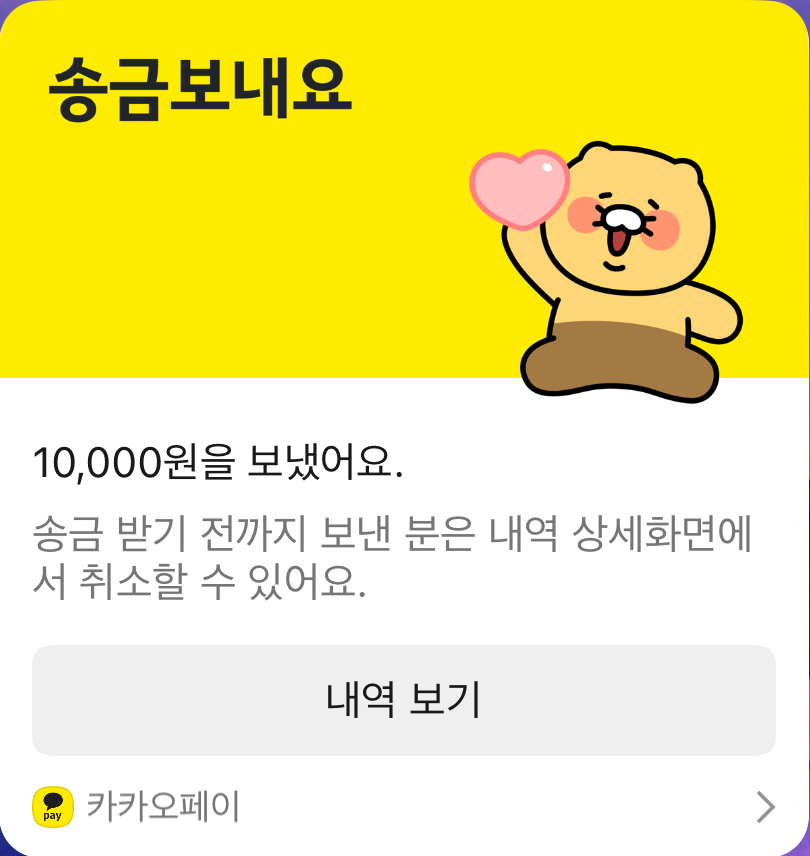 송금보내요
10,000원을 보냈어요.
송금 받기 전까지 보낸 분은 내역 상세화면에
서 취소할 수 있어요.
내역 보기
pay 카카오페이